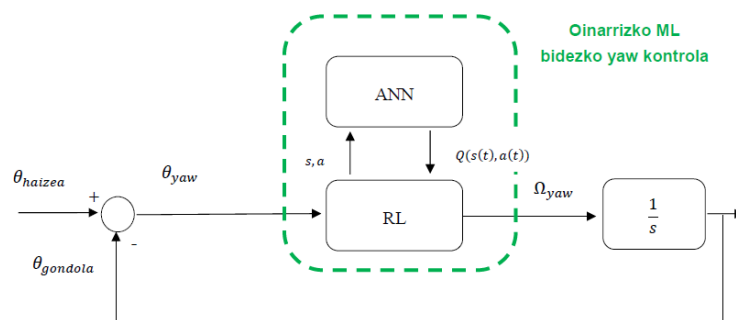 Oinarrizko ML
bidezko yaw kontrola
ANN
s,a
Q(s(t),a(t))
θhaizea
+
θyaw
RL
Ωyaw
1
s
-
θgondola